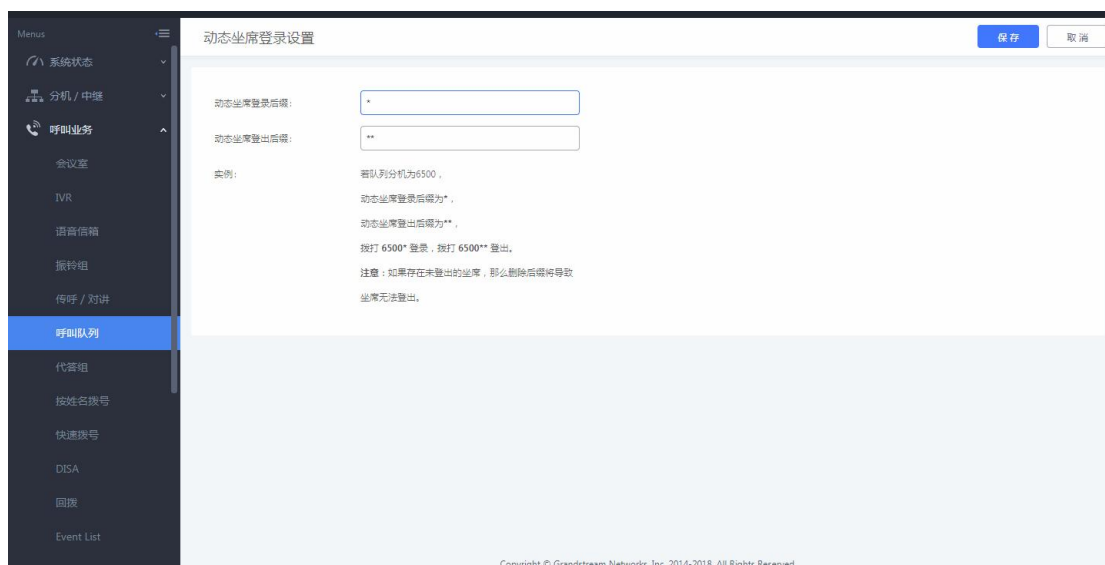 Menus
系统状态
分机 / 中继
呼叫业务
会议室
IVR
语音信箱
振铃组
传呼 / 对讲
呼叫队列
代答组
按姓名拨号
快速拨号
DISA
回拨
Event List
动态坐席登录设置
保存 取消
动态坐席登录后缀: *
动态坐席登出后缀: **
实例: 若队列分机为6500，
动态坐席登录后缀为*，
动态坐席登出后缀为**，
拨打 6500* 登录，拨打 6500** 登出。
注意：如果存在未登出的坐席，那么删除后缀将导致
坐席无法登出。
Copyright © Grandstream Networks, Inc. 2014-2018. All Rights Reserved.